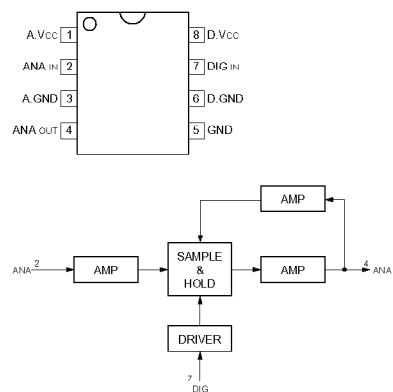 A.VCC 1 8 D.VCC
ANA IN 2 7 DIG IN
A.GND 3 6 D.GND
ANA OUT 4 5 GND
AMP
SAMPLE
&
HOLD
ANA 2 AMP AMP 4 ANA
DRIVER
7
DIG